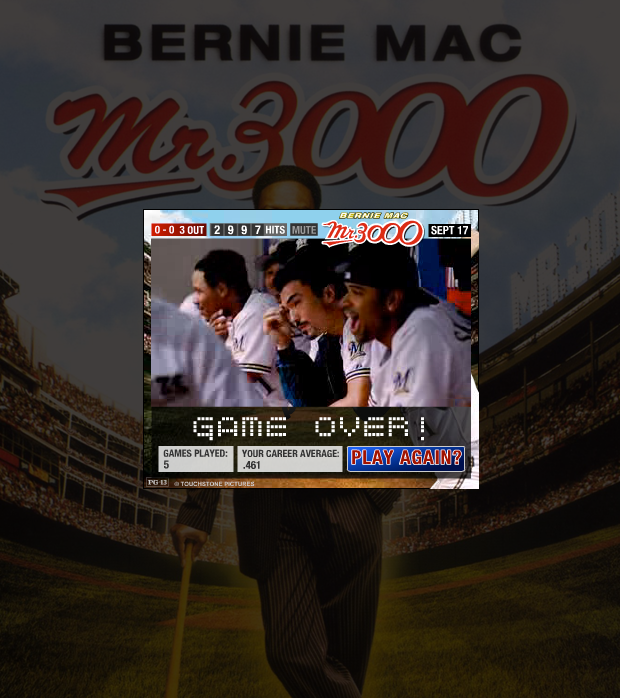 BERNIE MAC
Mr.3000
BERNIE MAC
Mr.3000
0 - 0 3 OUT 2 9 9 7 HITS MUTE SEPT 17
GAME OVER!
GAMES PLAYED: 5
YOUR CAREER AVERAGE: .461
PLAY AGAIN?
PG-13 © TOUCHSTONE PICTURES